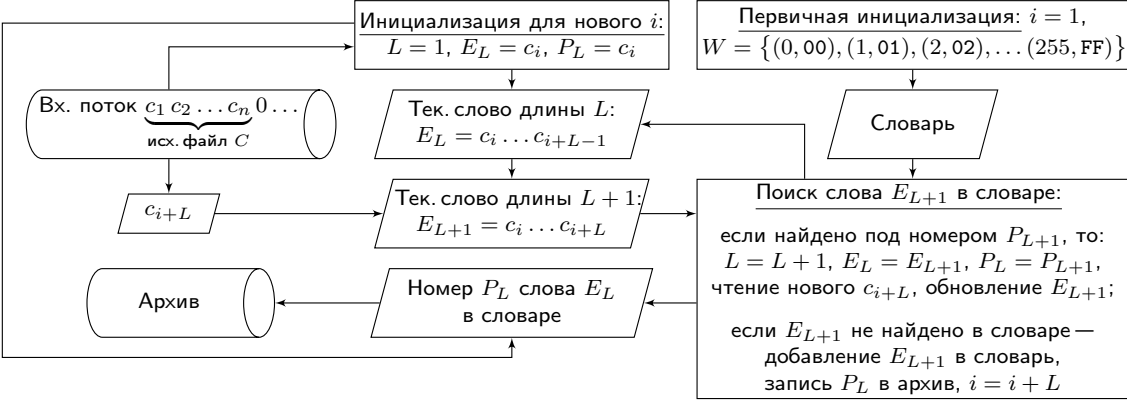 Инициализация для нового i:
L = 1, E_L = c_i, P_L = c_i
Первичная инициализация: i = 1,
W = {(0, 00), (1, 01), (2, 02), ... (255, FF)}
Вх. поток c_1 c_2 ... c_n 0 ...
исх. файл C
Тек. слово длины L:
E_L = c_i ... c_{i+L−1}
Словарь
c_{i+L}
Тек. слово длины L + 1:
E_{L+1} = c_i ... c_{i+L}
Поиск слова E_{L+1} в словаре:
если найдено под номером P_{L+1}, то:
L = L + 1, E_L = E_{L+1}, P_L = P_{L+1},
чтение нового c_{i+L}, обновление E_{L+1};
если E_{L+1} не найдено в словаре —
добавление E_{L+1} в словарь,
запись P_L в архив, i = i + L
Архив
Номер P_L слова E_L
в словаре